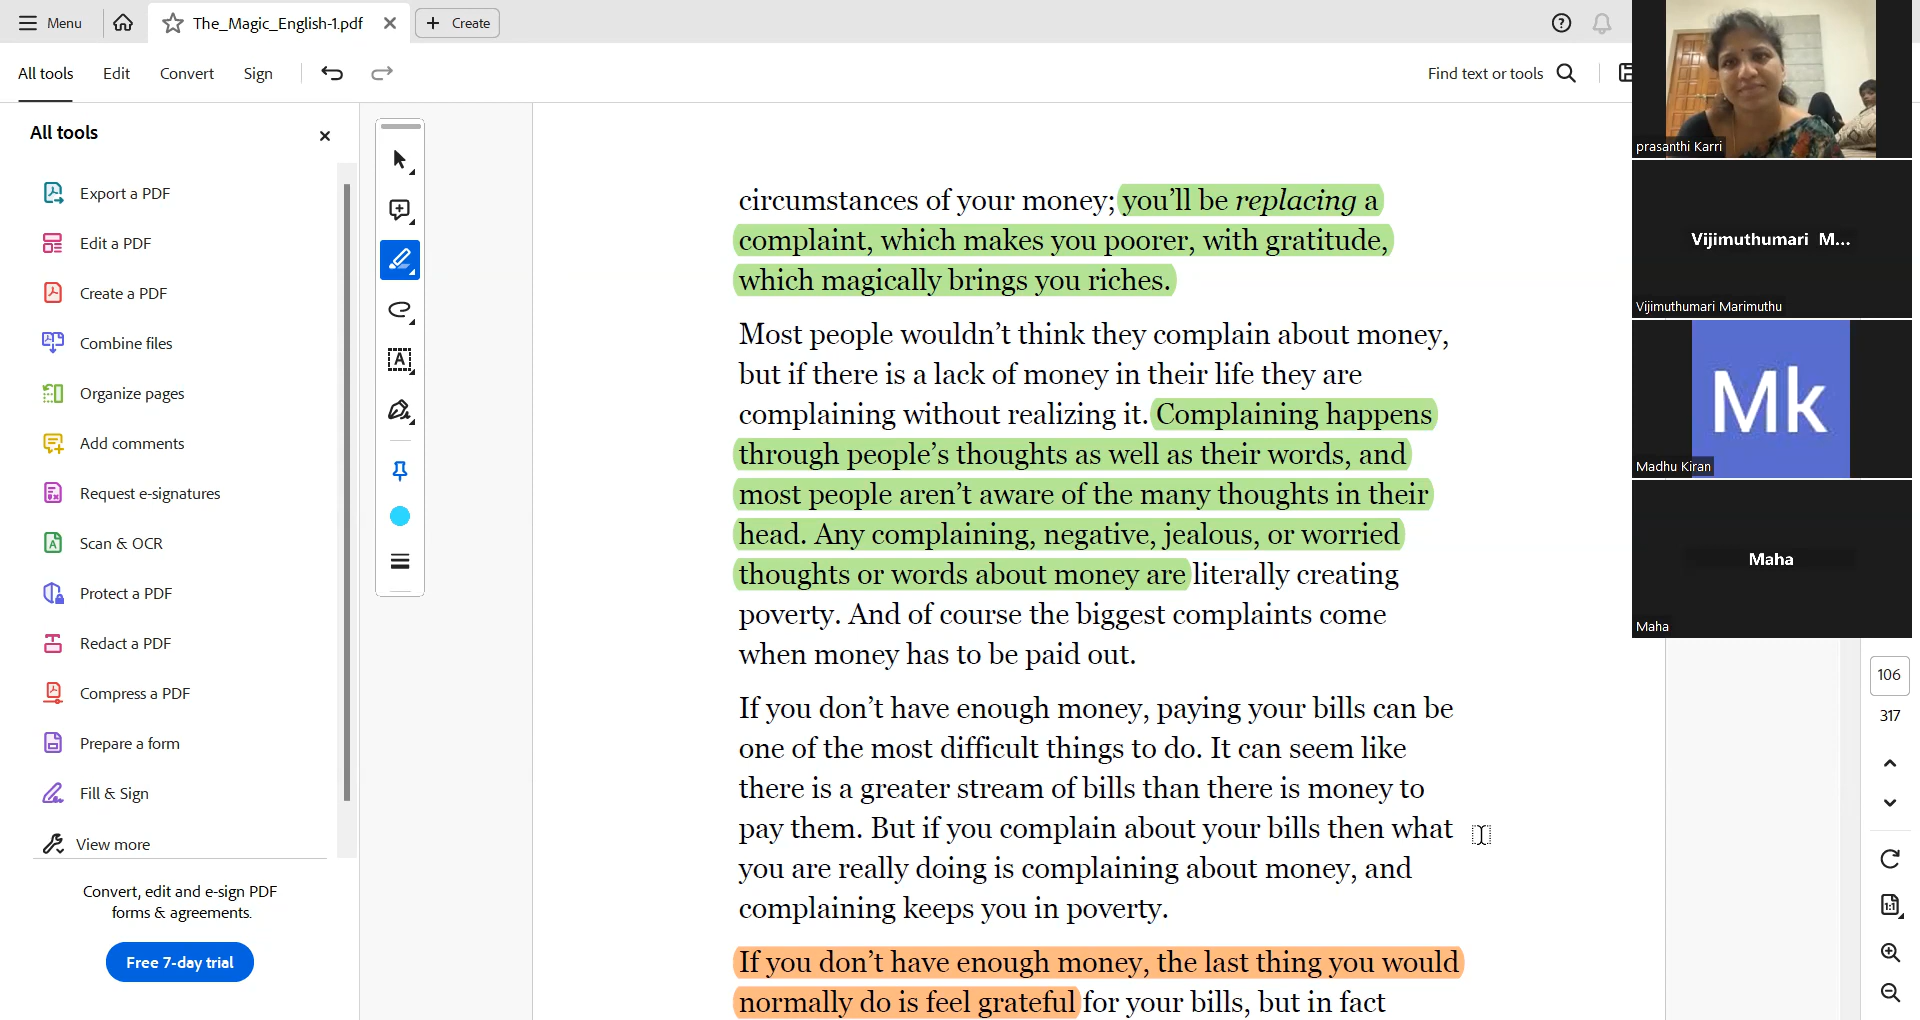 Menu
The_Magic_English-1.pdf
Create
All tools
Edit
Convert
Sign
Find text or tools
All tools
Export a PDF
Edit a PDF
Create a PDF
Combine files
Organize pages
Add comments
Request e-signatures
Scan & OCR
Protect a PDF
Redact a PDF
Compress a PDF
Prepare a form
Fill & Sign
View more
Convert, edit and e-sign PDF
forms & agreements.
Free 7-day trial
circumstances of your money; you’ll be replacing a
complaint, which makes you poorer, with gratitude,
which magically brings you riches.
Most people wouldn’t think they complain about money,
but if there is a lack of money in their life they are
complaining without realizing it. Complaining happens
through people’s thoughts as well as their words, and
most people aren’t aware of the many thoughts in their
head. Any complaining, negative, jealous, or worried
thoughts or words about money are literally creating
poverty. And of course the biggest complaints come
when money has to be paid out.
If you don’t have enough money, paying your bills can be
one of the most difficult things to do. It can seem like
there is a greater stream of bills than there is money to
pay them. But if you complain about your bills then what
you are really doing is complaining about money, and
complaining keeps you in poverty.
If you don’t have enough money, the last thing you would
normally do is feel grateful for your bills, but in fact
prasanthi Karri
Vijimuthumari M...
Vijimuthumari Marimuthu
Mk
Madhu Kiran
Maha
Maha
106
317
1:1